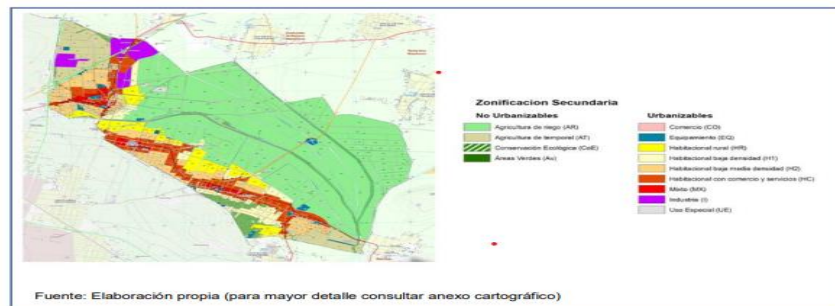 Zonificacion Secundaria
No Urbanizables
Agricultura de riego (AR)
Agricultura de temporal (AT)
Conservación Ecológica (CoE)
Áreas Verdes (Av)
Urbanizables
Comercio (CO)
Equipamiento (EQ)
Habitacional rural (HR)
Habitacional baja densidad (H1)
Habitacional baja media densidad (H2)
Habitacional con comercio y servicios (HC)
Mixto (MX)
Industria (I)
Uso Especial (UE)
Fuente: Elaboración propia (para mayor detalle consultar anexo cartográfico)